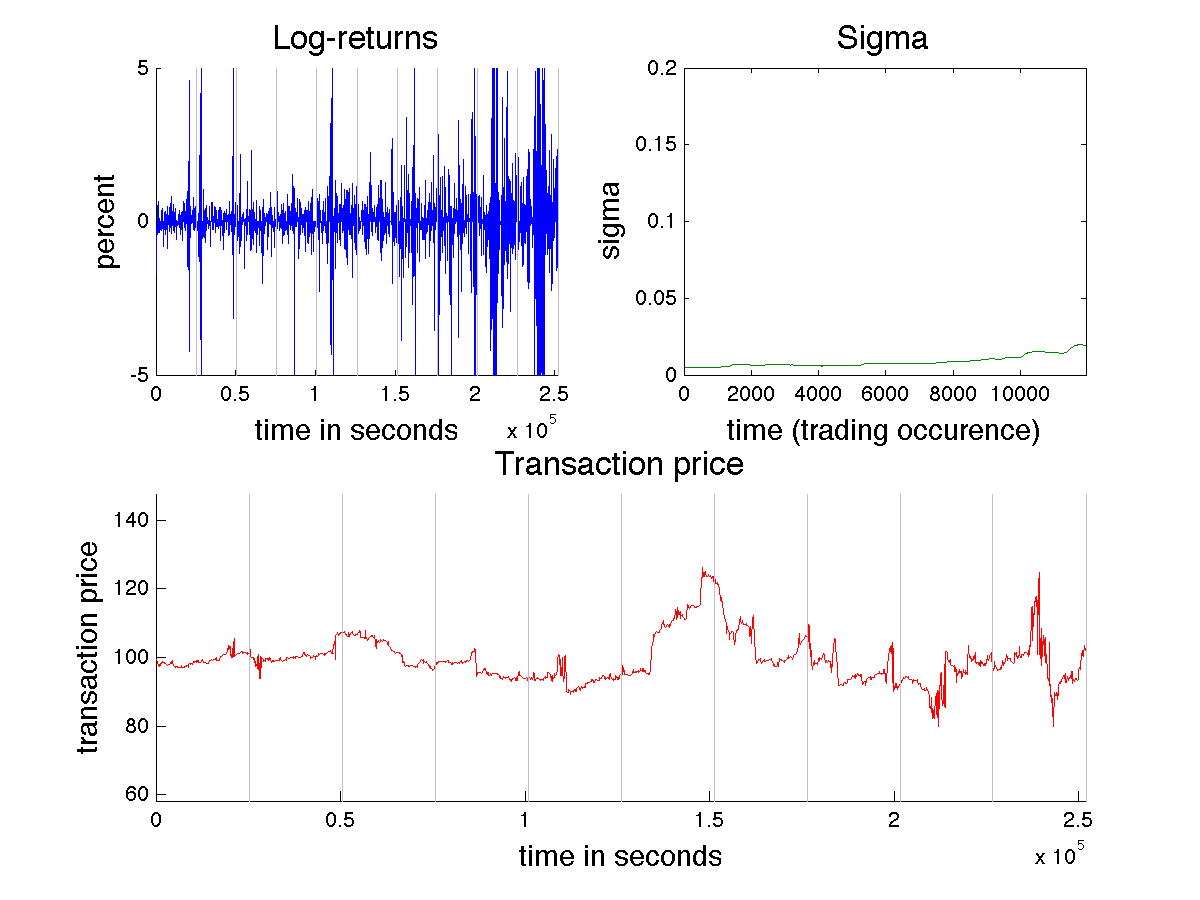 Log-returns
5
0
-5
percent
0 0.5 1 1.5 2 2.5
time in seconds
x 10^5
Sigma
0.2
0.15
0.1
0.05
0
sigma
0 2000 4000 6000 8000 10000
time (trading occurence)
Transaction price
140
120
100
80
60
transaction price
0 0.5 1 1.5 2 2.5
time in seconds
x 10^5